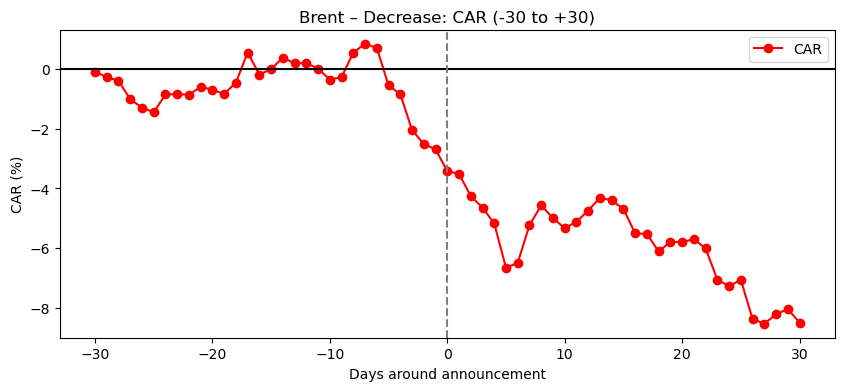 Brent – Decrease: CAR (-30 to +30)
CAR
0
−2
−4
−6
−8
CAR (%)
−30 −20 −10 0 10 20 30
Days around announcement